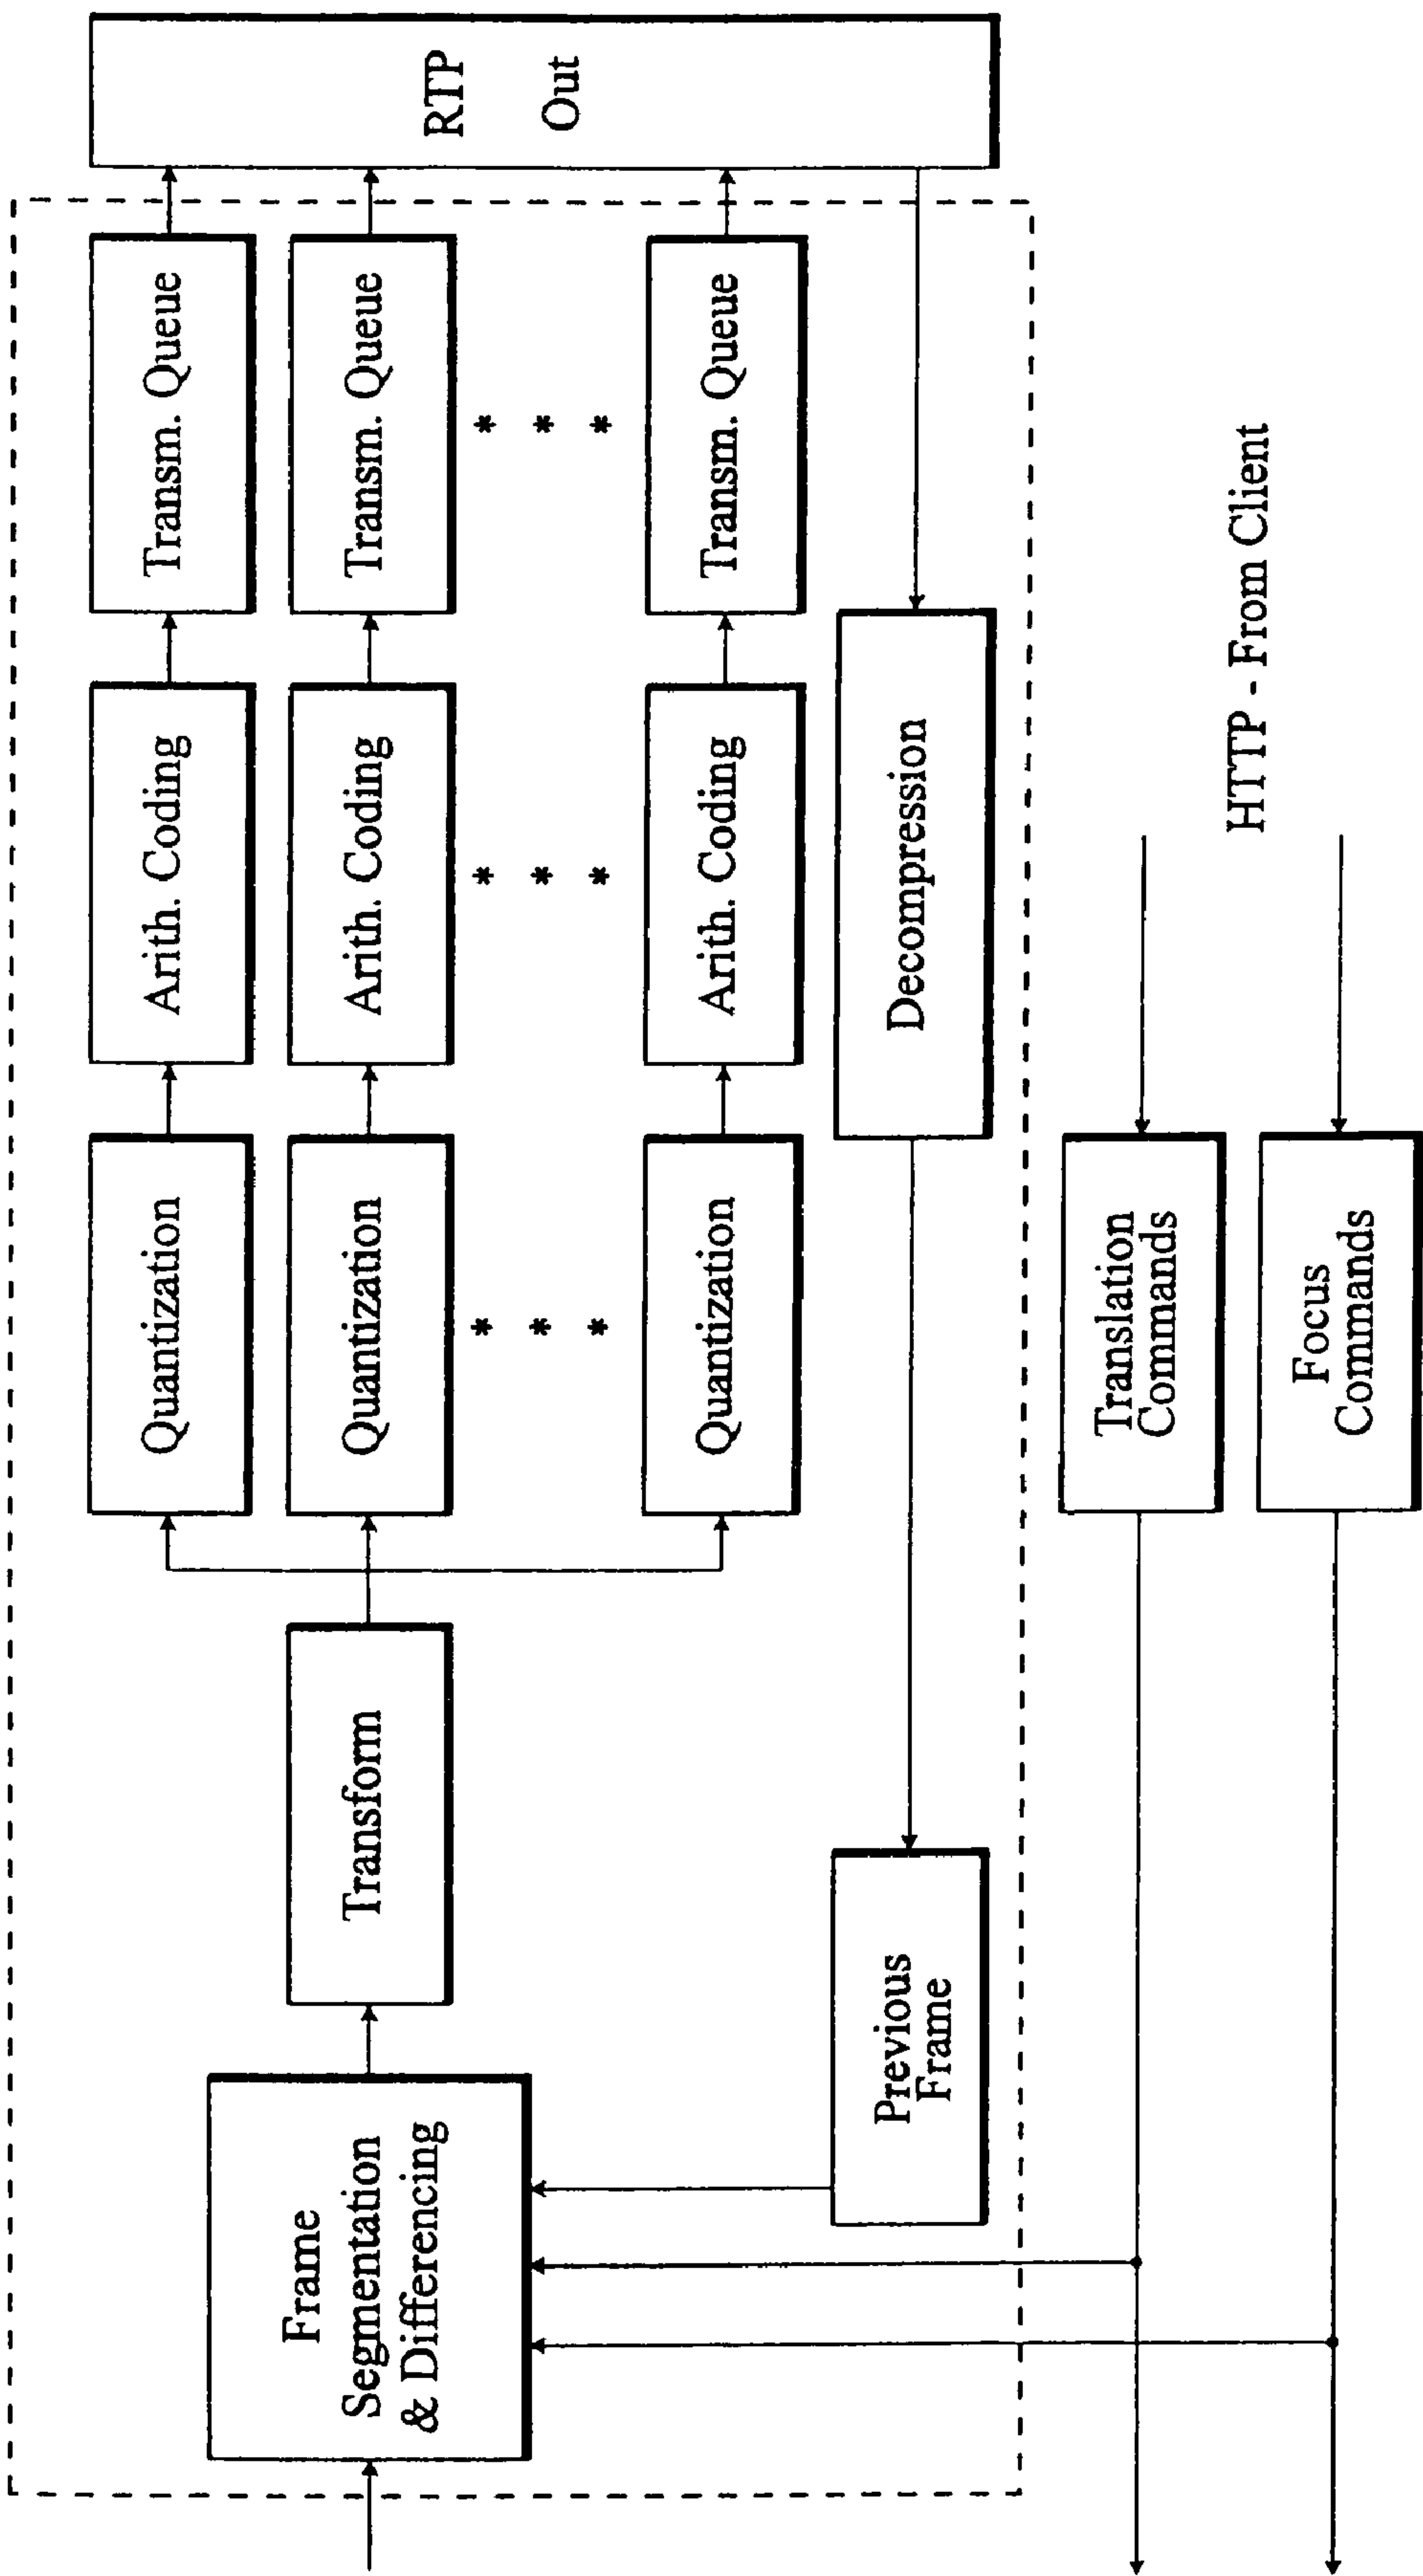 Frame
Segmentation
& Differencing
Transform
Quantization
Arith. Coding
Transm. Queue
Quantization
Arith. Coding
Transm. Queue
* * *
* * *
* * *
Quantization
Arith. Coding
Transm. Queue
RTP
Out
Previous
Frame
Decompression
Translation
Commands
Focus
Commands
HTTP - From Client